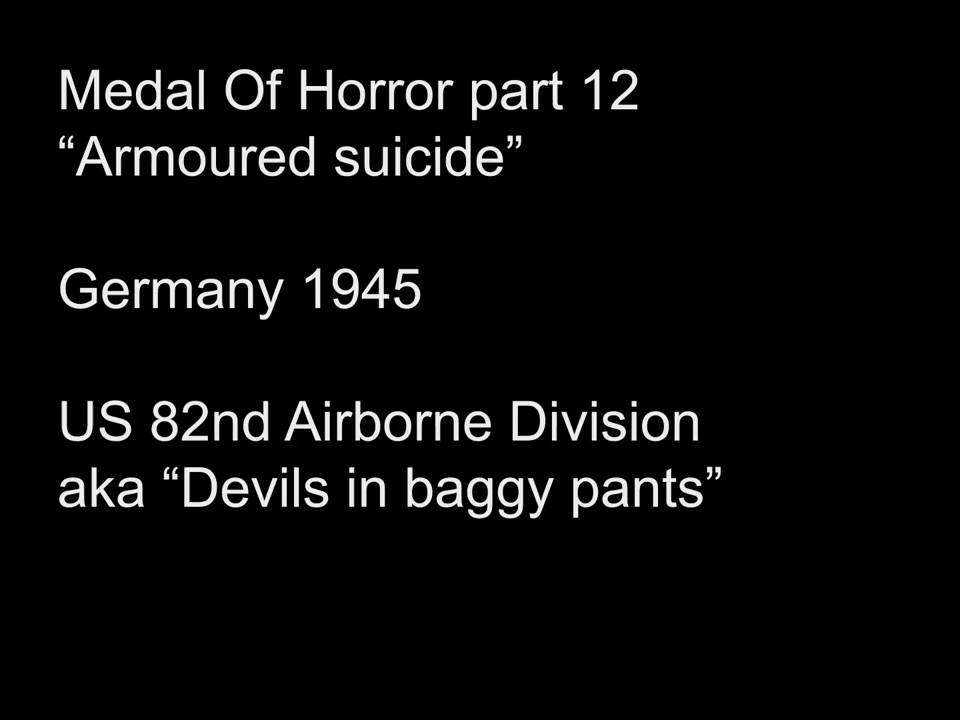 Medal Of Horror part 12
“Armoured suicide”
Germany 1945
US 82nd Airborne Division
aka “Devils in baggy pants”